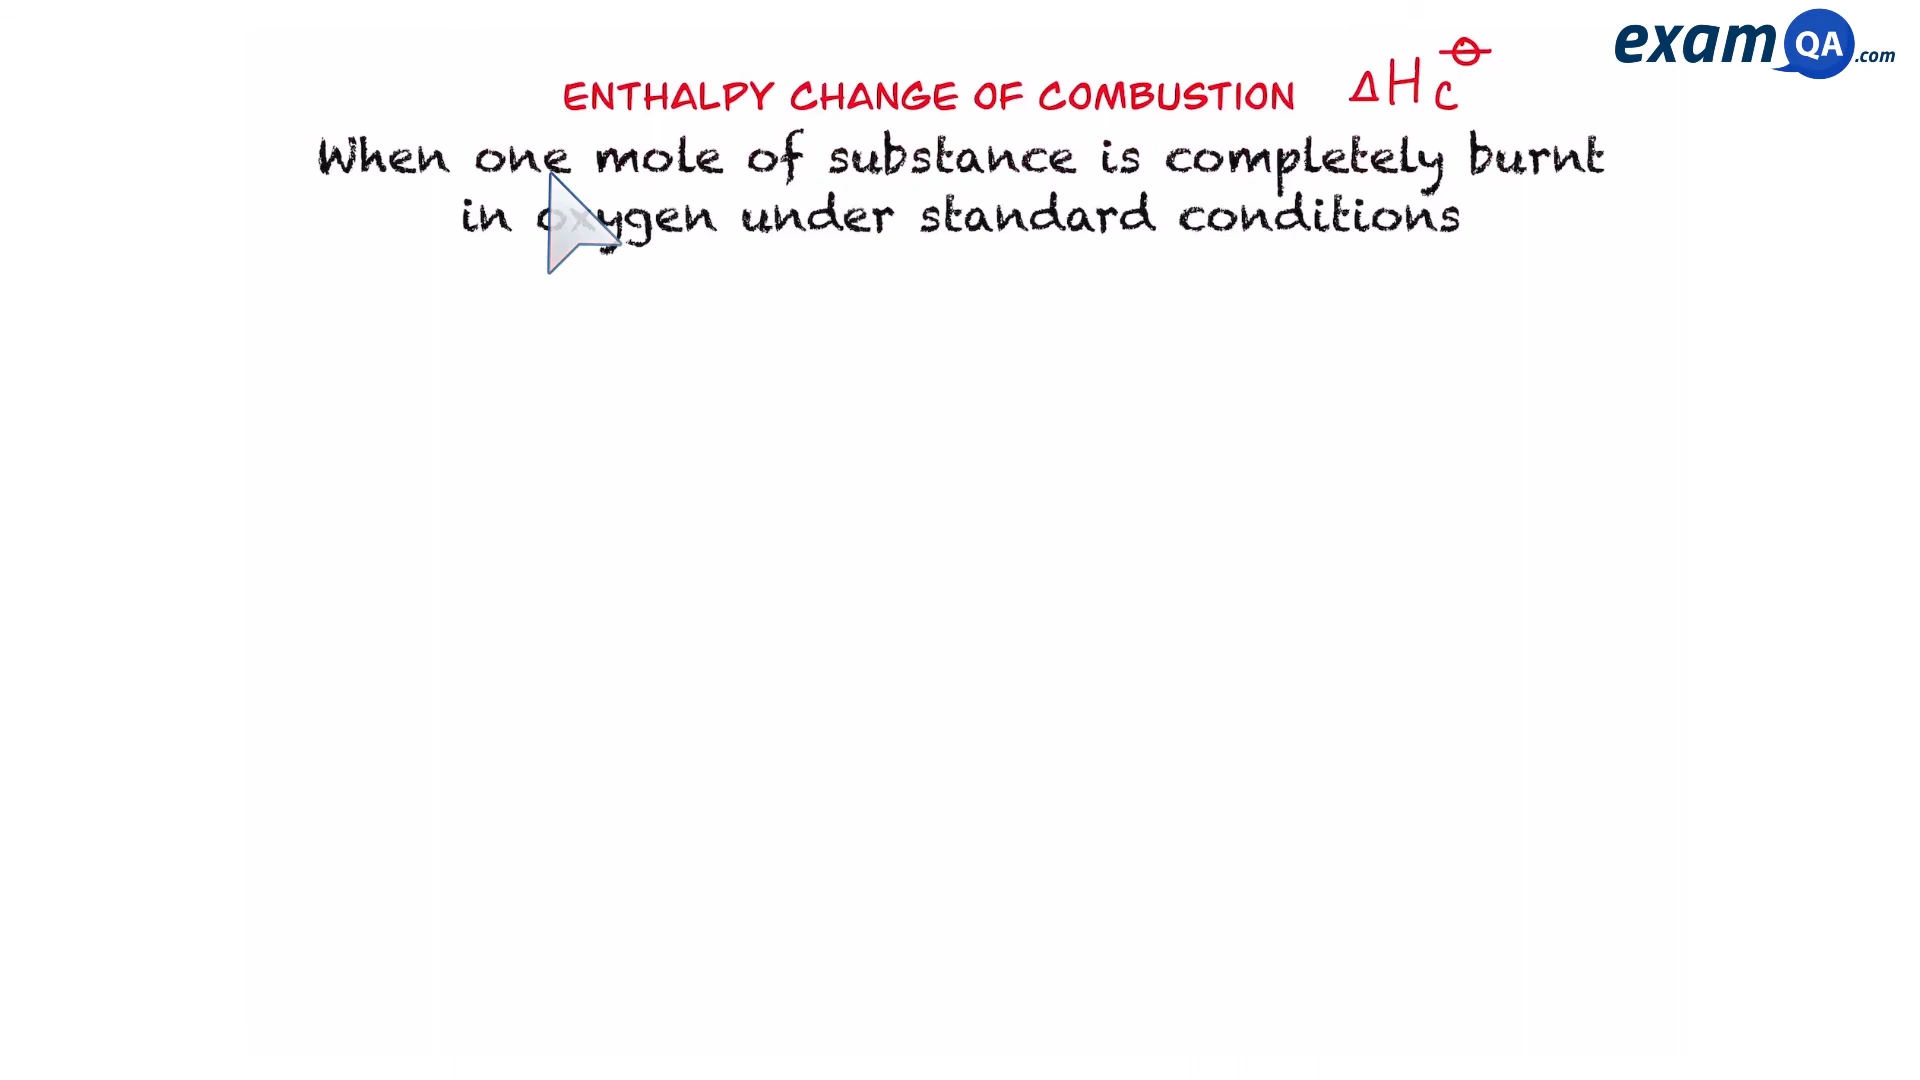 examQA.com
ENTHALPY CHANGE OF COMBUSTION ΔHc⦵
When one mole of substance is completely burnt
in oxygen under standard conditions